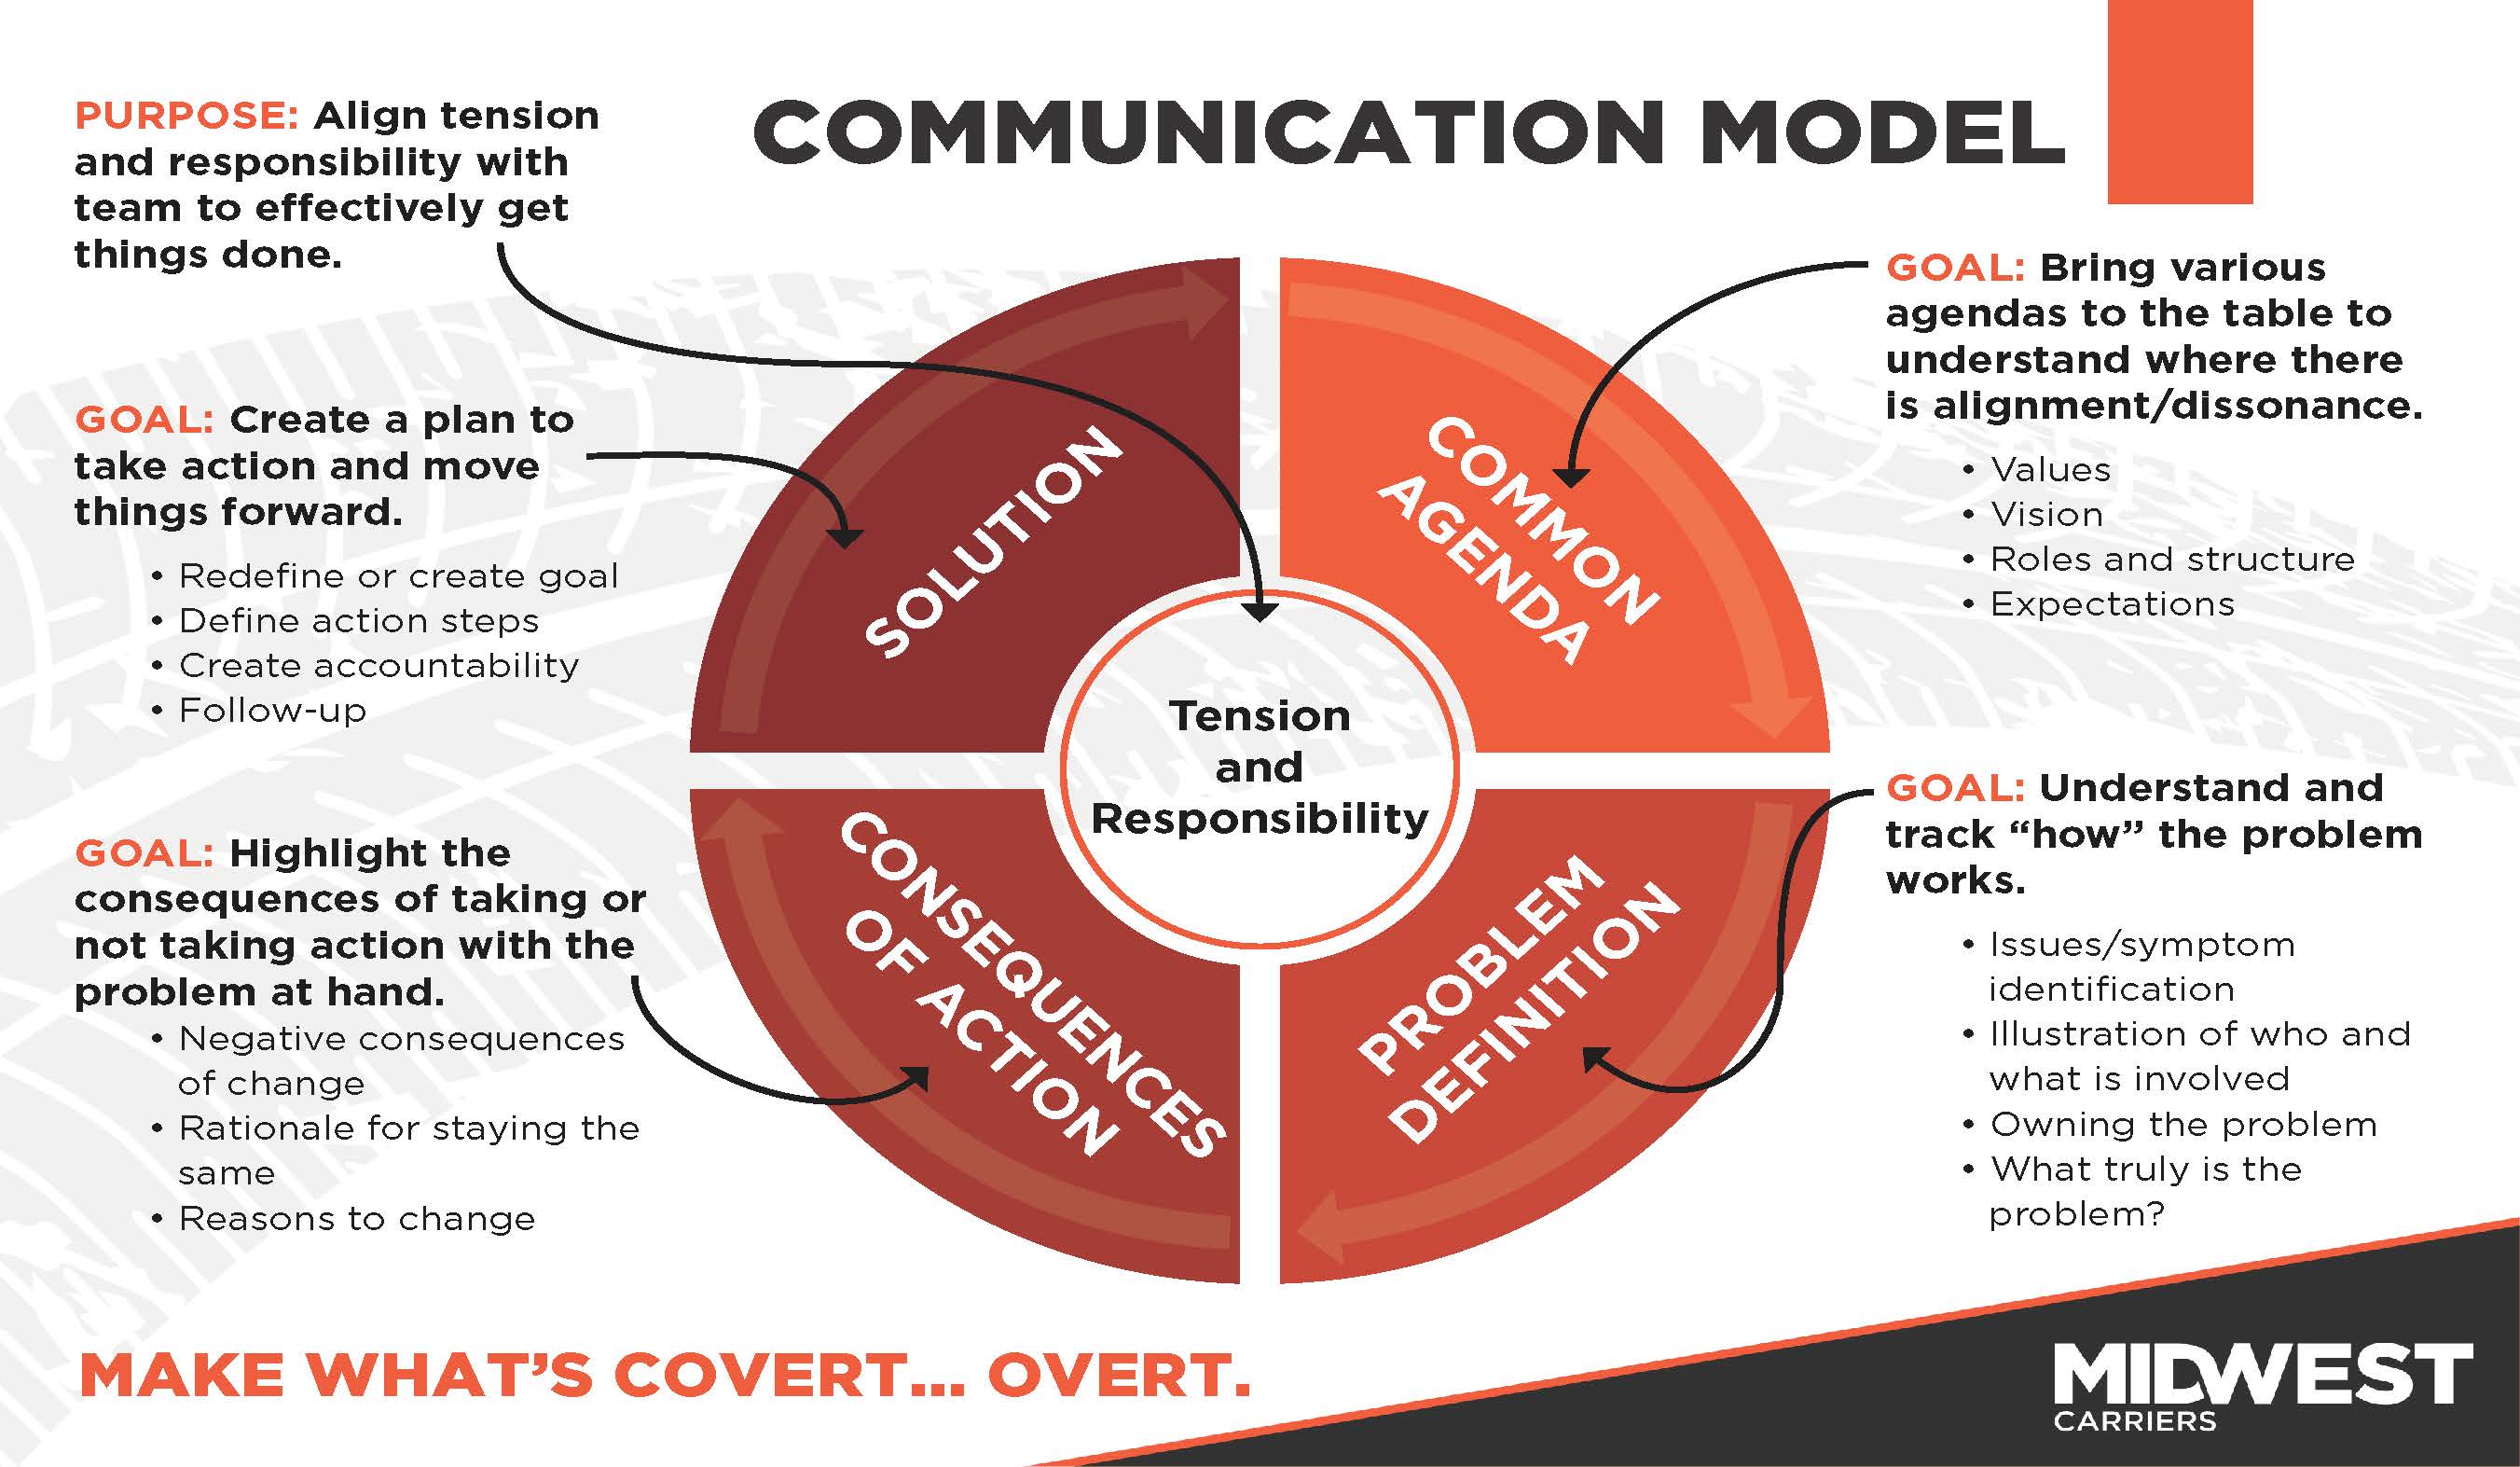 COMMUNICATION MODEL
PURPOSE: Align tension
and responsibility with
team to effectively get
things done.
GOAL: Create a plan to
take action and move
things forward.
• Redefine or create goal
• Define action steps
• Create accountability
• Follow-up
GOAL: Highlight the
consequences of taking or
not taking action with the
problem at hand.
• Negative consequences
of change
• Rationale for staying the
same
• Reasons to change
SOLUTION
COMMON
AGENDA
Tension
and
Responsibility
CONSEQUENCES
OF ACTION
PROBLEM
DEFINITION
GOAL: Bring various
agendas to the table to
understand where there
is alignment/dissonance.
• Values
• Vision
• Roles and structure
• Expectations
GOAL: Understand and
track “how” the problem
works.
• Issues/symptom
identification
• Illustration of who and
what is involved
• Owning the problem
• What truly is the
problem?
MAKE WHAT’S COVERT... OVERT.
MIDWEST
CARRIERS